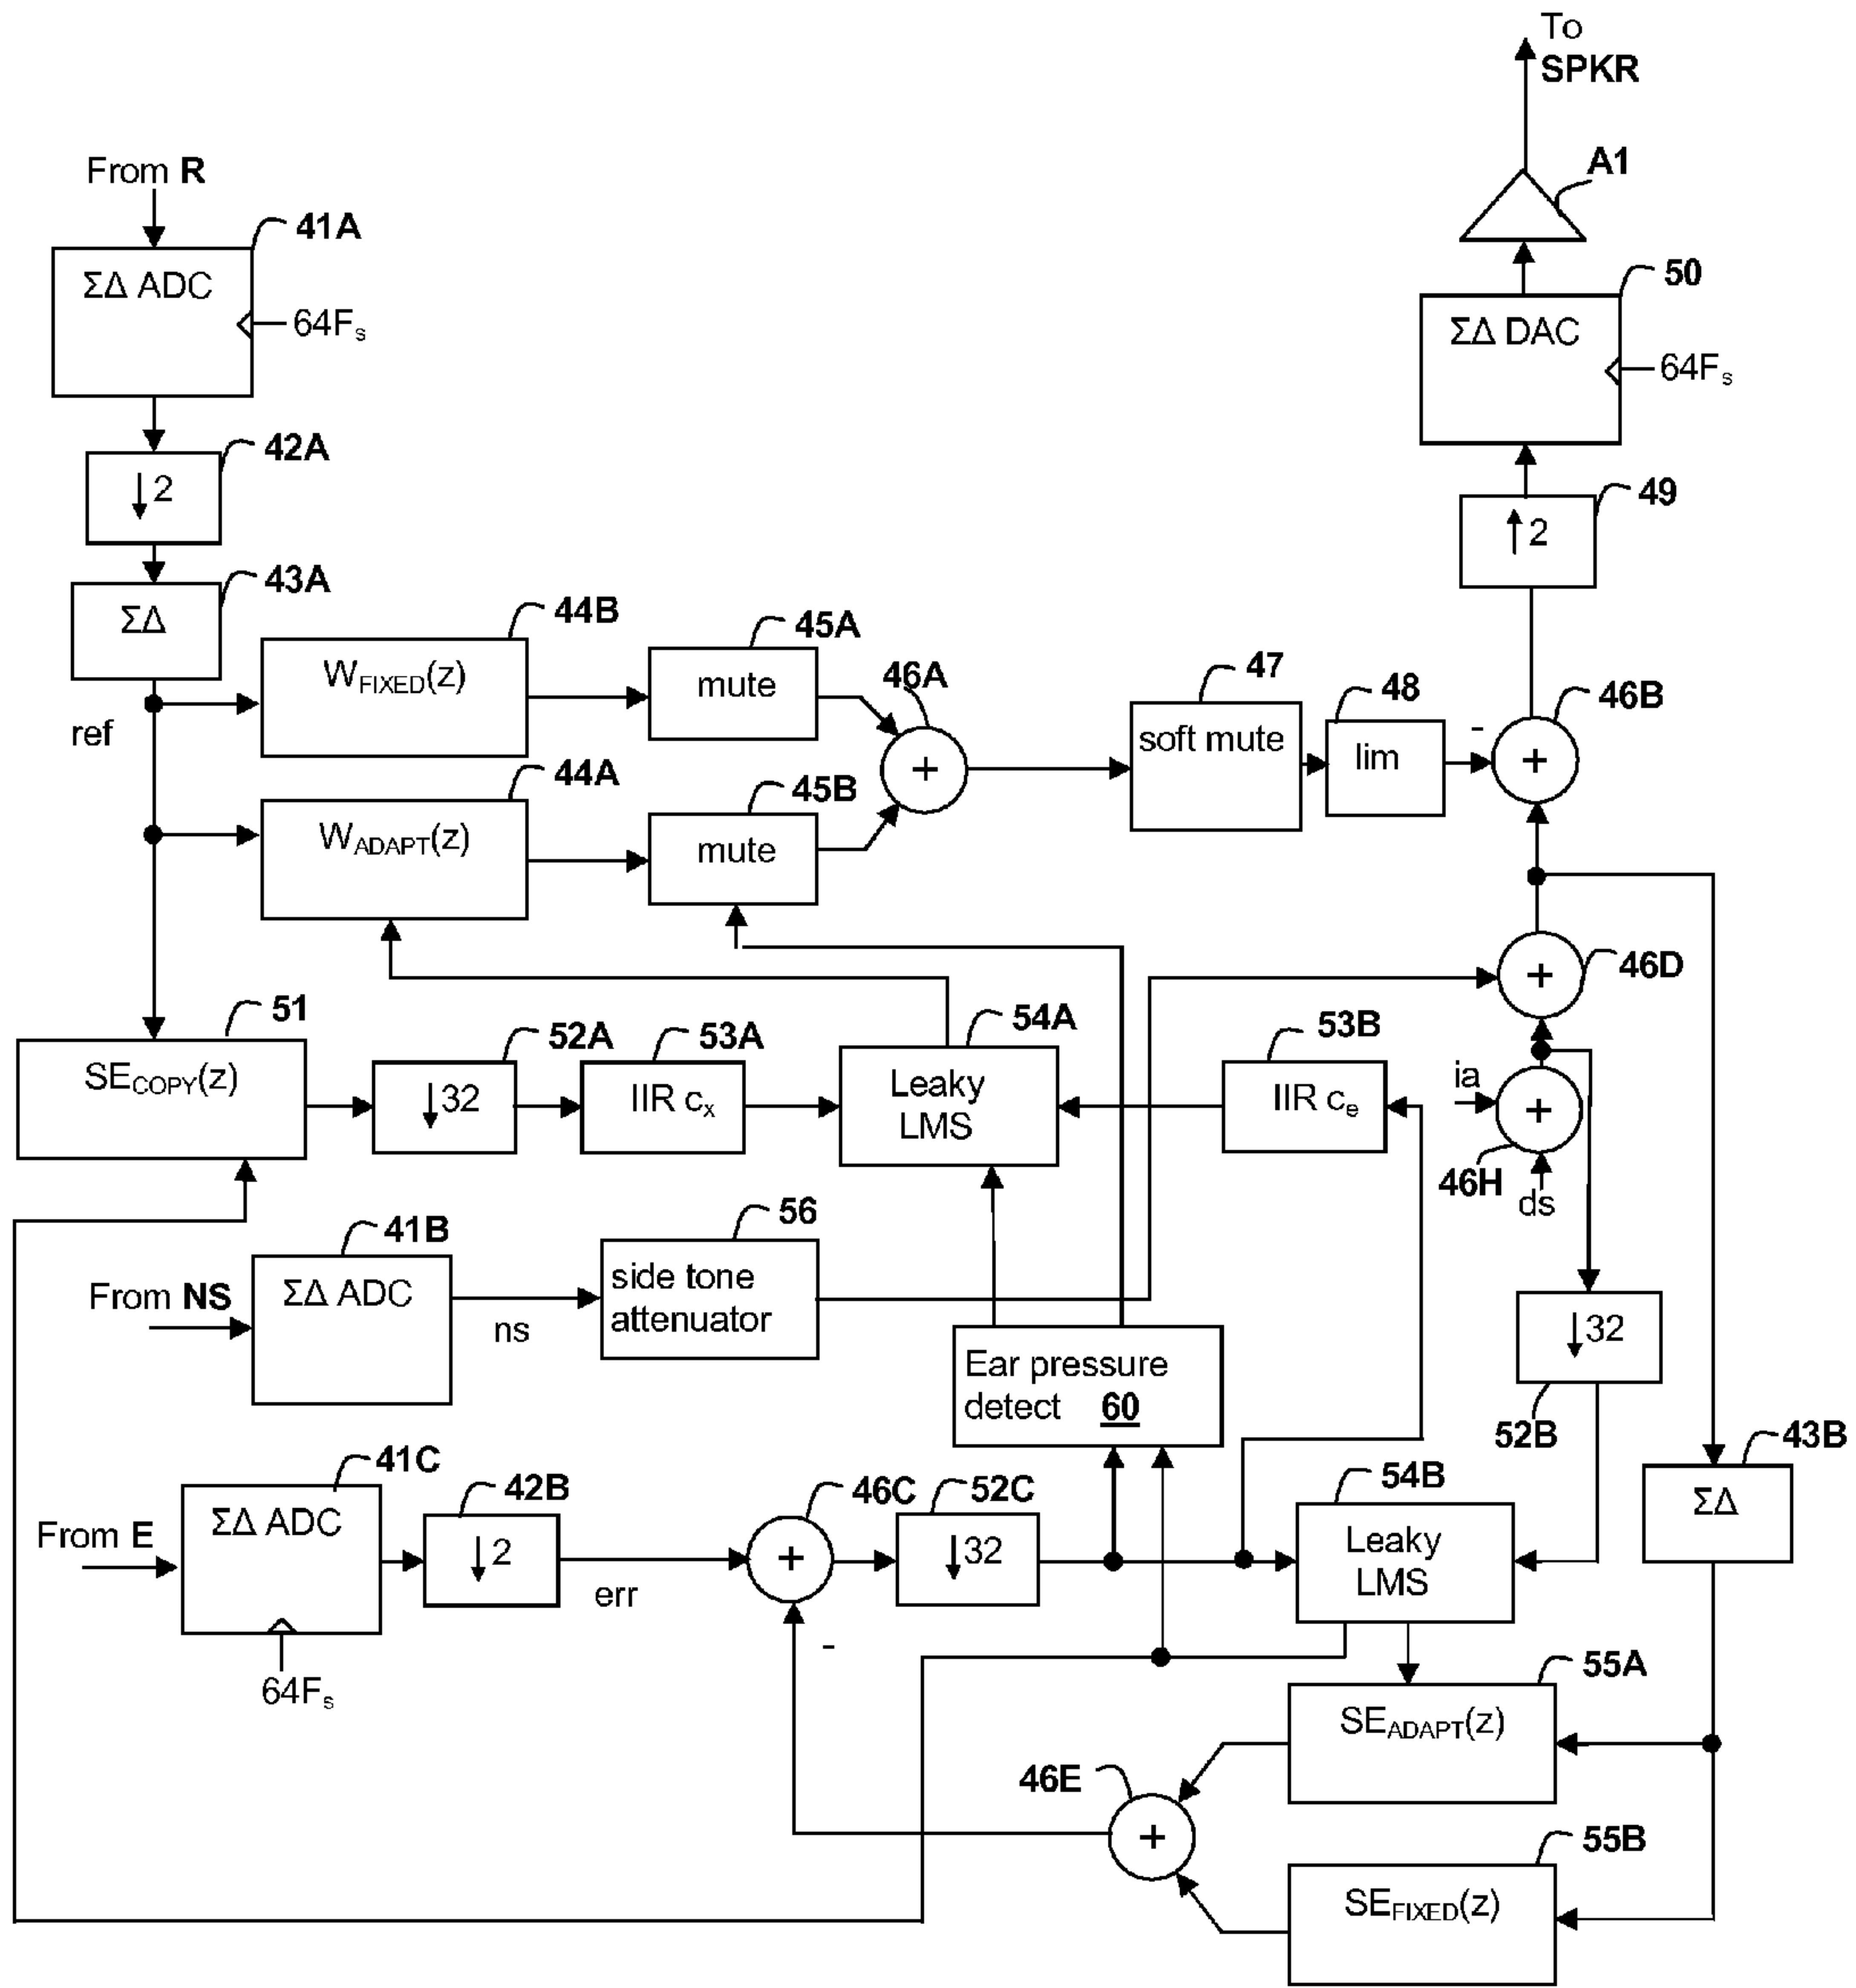 To
SPKR
From R
A1
41A
ΣΔ ADC
64Fs
50
ΣΔ DAC
64Fs
42A
↓2
49
↑2
43A
ΣΔ
ref
44B
WFIXED(z)
45A
mute
46A
+
47
soft mute
48
lim
-
46B
+
44A
WADAPT(z)
45B
mute
46D
+
51
SECOPY(z)
52A
↓32
53A
IIR cx
54A
Leaky
LMS
53B
IIR ce
ia
+
46H
ds
41B
From NS
ΣΔ ADC
ns
56
side tone
attenuator
Ear pressure
detect 60
↓32
52B
43B
ΣΔ
41C
From E
ΣΔ ADC
64Fs
42B
↓2
err
46C
+
-
52C
↓32
54B
Leaky
LMS
55A
SEADAPT(z)
46E
+
55B
SEFIXED(z)